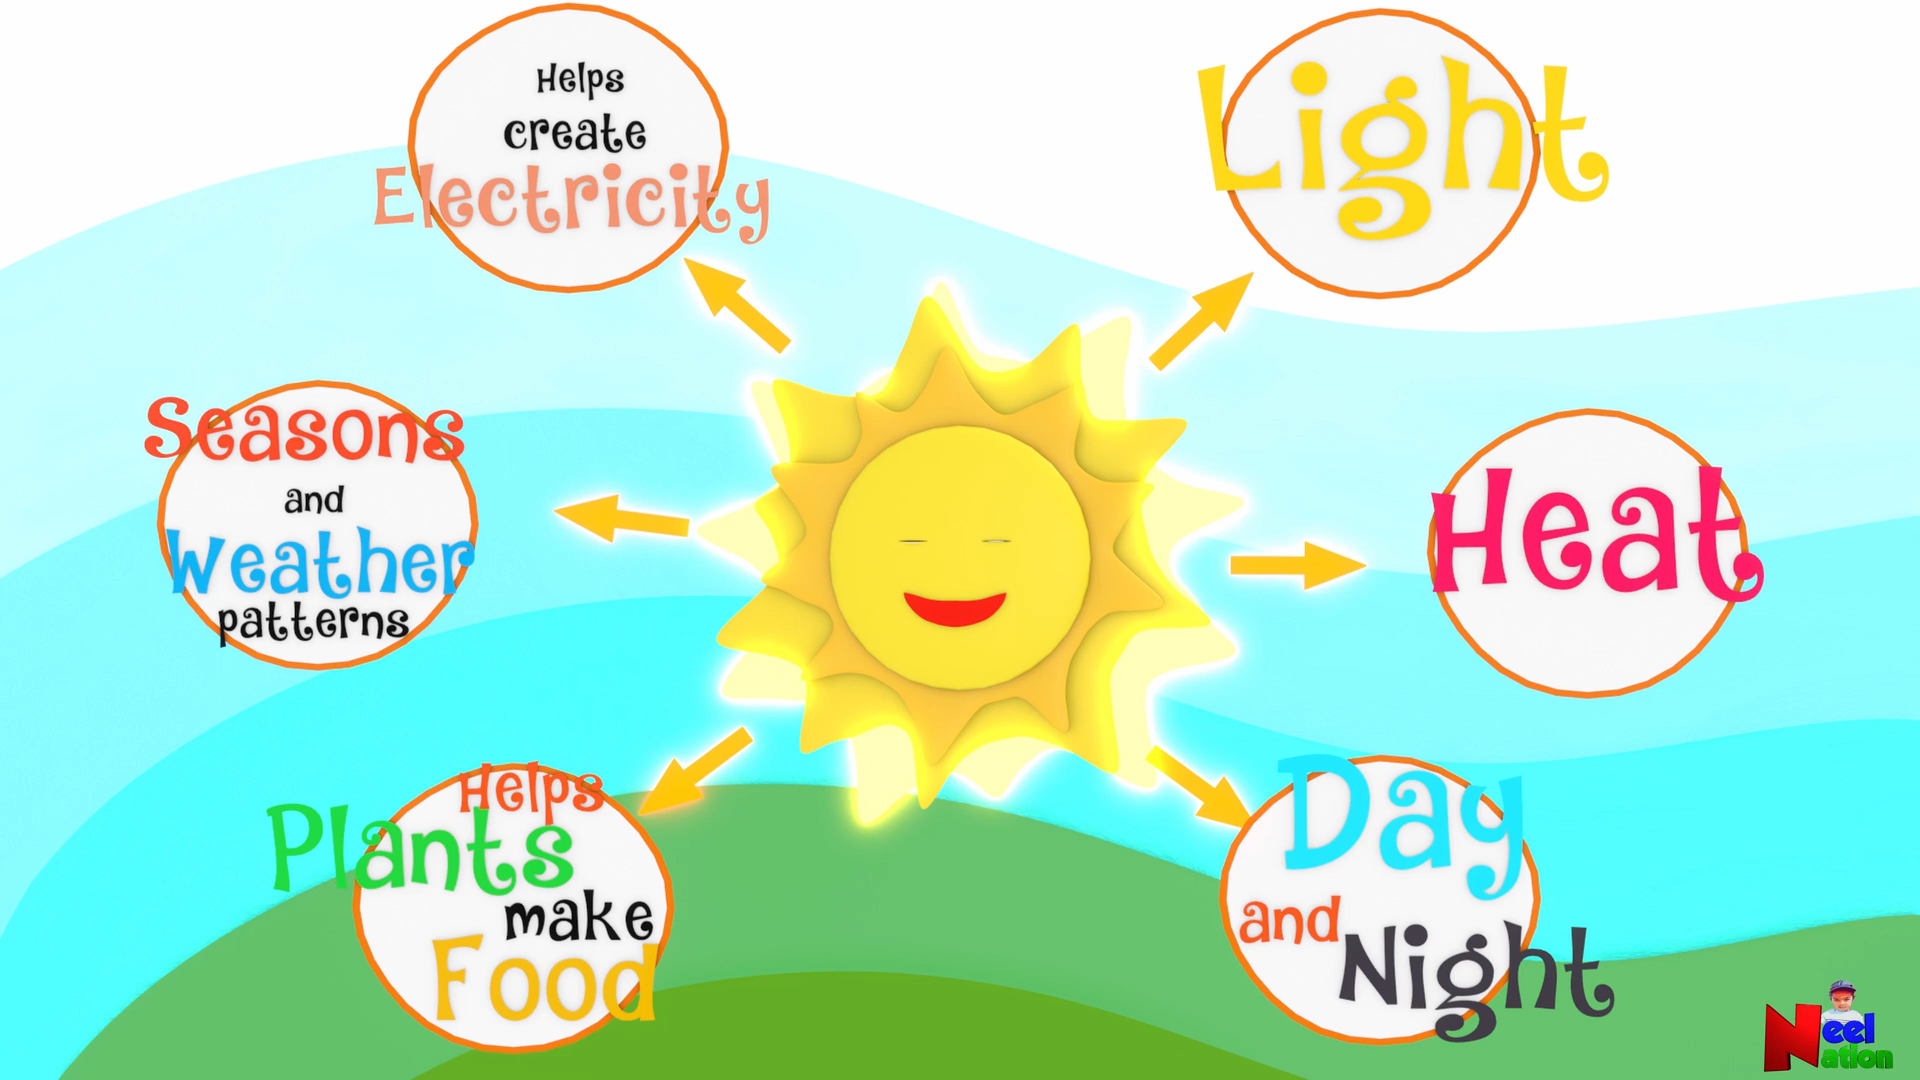 Helps
create
Electricity
Light
Seasons
and
Weather
patterns
Heat
Helps
Plants
make
Food
Day
and
Night
Neel
Nation